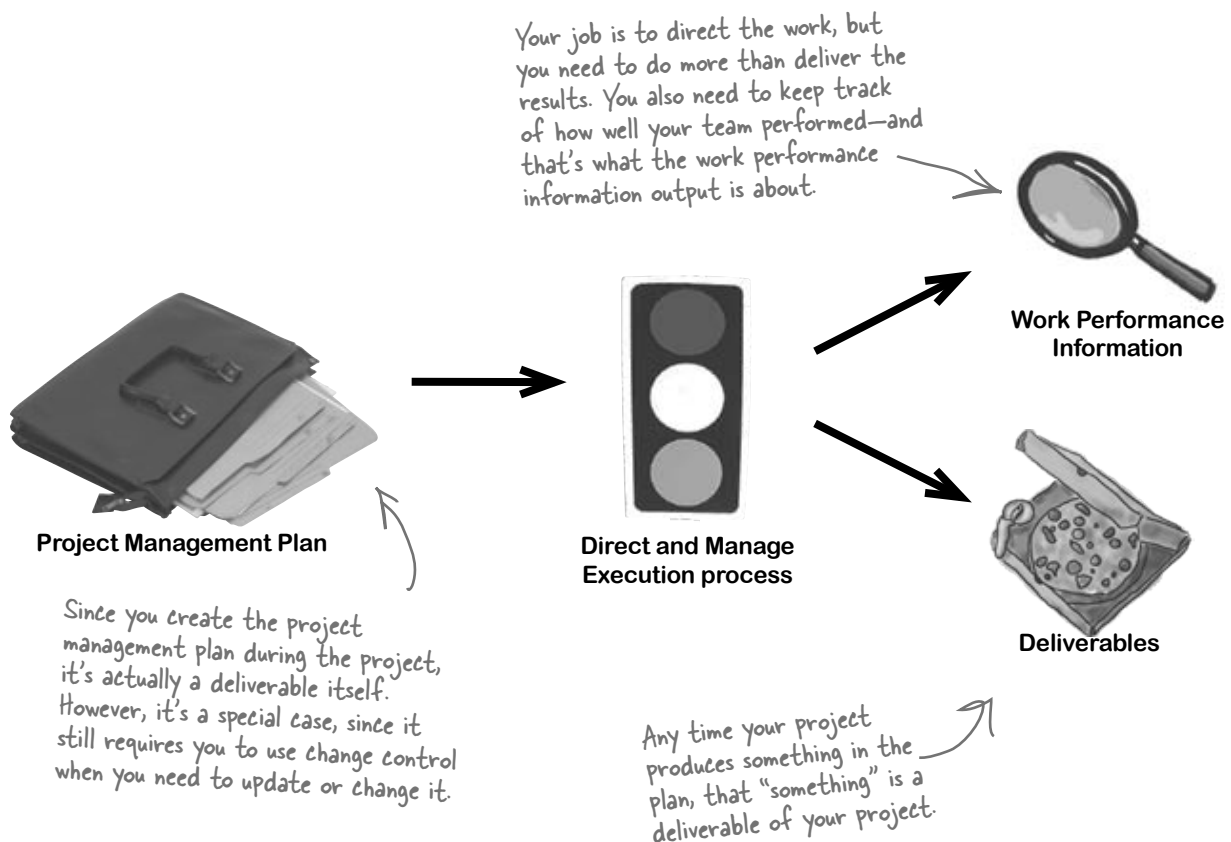 Your job is to direct the work, but
you need to do more than deliver the
results. You also need to keep track
of how well your team performed—and
that's what the work performance
information output is about.
Work Performance
Information
Project Management Plan
Direct and Manage
Execution process
Deliverables
Since you create the project
management plan during the project,
it's actually a deliverable itself.
However, it's a special case, since it
still requires you to use change control
when you need to update or change it.
Any time your project
produces something in the
plan, that “something” is a
deliverable of your project.